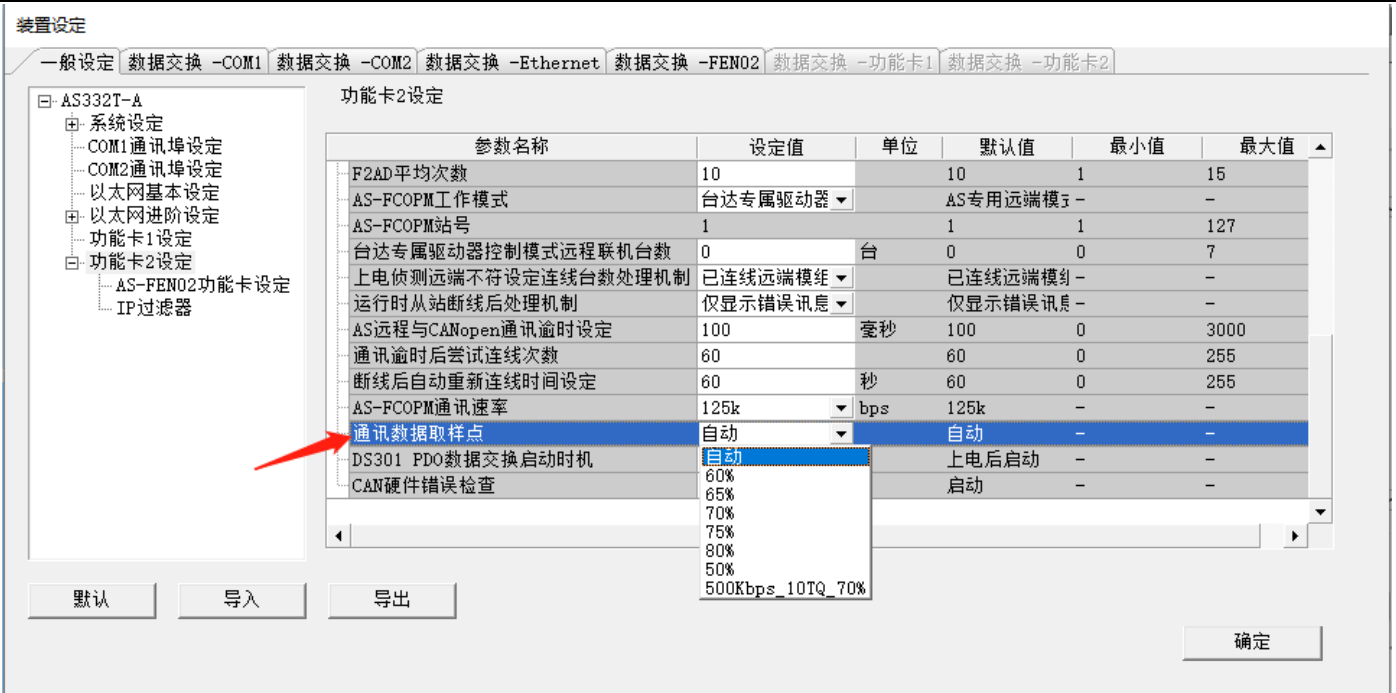 装置设定
一般设定 数据交换 -COM1 数据交换 -COM2 数据交换 -Ethernet 数据交换 -FEN02 数据交换 -功能卡1 数据交换 -功能卡2
AS332T-A
系统设定
COM1通讯埠设定
COM2通讯埠设定
以太网基本设定
以太网进阶设定
功能卡1设定
功能卡2设定
AS-FEN02功能卡设定
IP过滤器
功能卡2设定
参数名称 设定值 单位 默认值 最小值 最大值
F2AD平均次数 10 10 1 15
AS-FCOPM工作模式 台达专属驱动器 AS专用远端模 - -
AS-FCOPM站号 1 1 1 127
台达专属驱动器控制模式远程联机台数 0 台 0 0 7
上电侦测远端不符设定连线台数处理机制 已连线远端模组 已连线远端模组 - -
运行时从站断线后处理机制 仅显示错误讯息 仅显示错误讯息 - -
AS远程与CANopen通讯逾时设定 100 毫秒 100 0 3000
通讯逾时后尝试连线次数 60 60 0 255
断线后自动重新连线时间设定 60 秒 60 0 255
AS-FCOPM通讯速率 125k bps 125k - -
通讯数据取样点 自动 自动 - -
DS301 PDO数据交换启动时机 上电后启动 - -
CAN硬件错误检查 启动 - -
自动
60%
65%
70%
75%
80%
50%
500Kbps_10TQ_70%
默认 导入 导出
确定